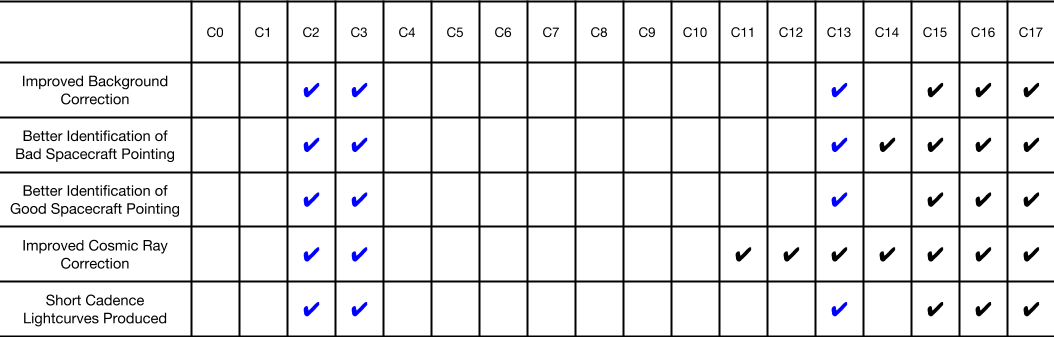 C0 C1 C2 C3 C4 C5 C6 C7 C8 C9 C10 C11 C12 C13 C14 C15 C16 C17
Improved Background
Correction
✔ ✔ ✔ ✔ ✔ ✔
Better Identification of
Bad Spacecraft Pointing
✔ ✔ ✔ ✔ ✔ ✔ ✔
Better Identification of
Good Spacecraft Pointing
✔ ✔ ✔ ✔ ✔ ✔
Improved Cosmic Ray
Correction
✔ ✔ ✔ ✔ ✔ ✔ ✔ ✔ ✔
Short Cadence
Lightcurves Produced
✔ ✔ ✔ ✔ ✔ ✔